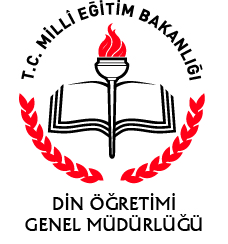 T.C. MİLLÎ EĞİTİM BAKANLIĞI
DİN ÖĞRETİMİ
GENEL MÜDÜRLÜĞÜ